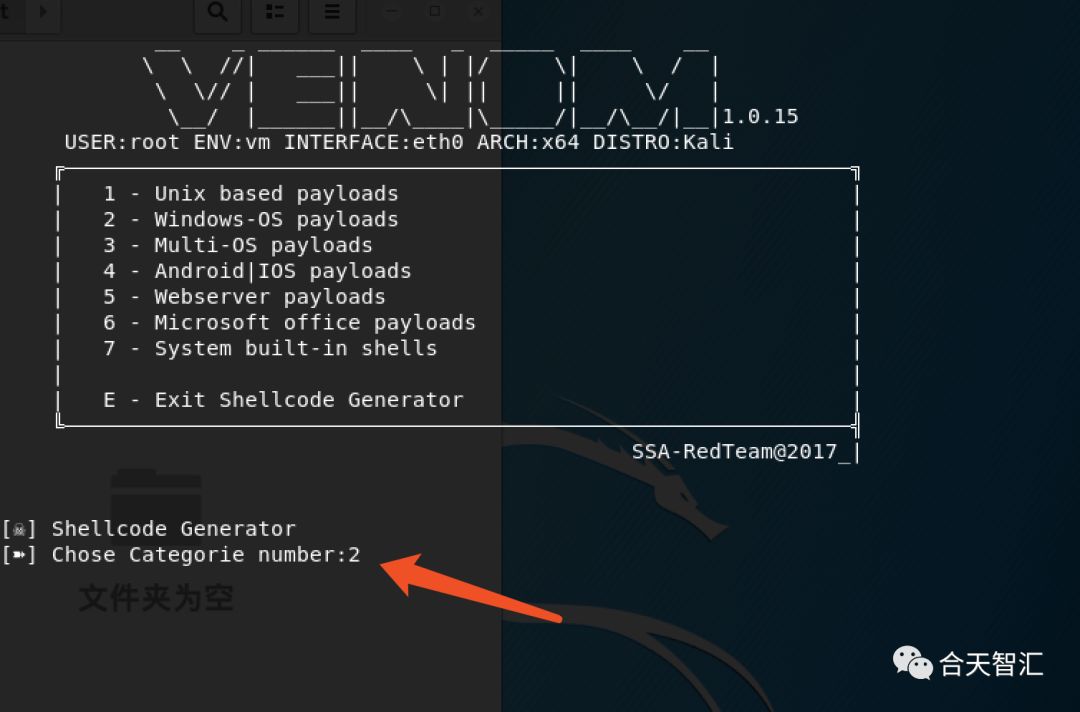 t
VENOM
1.0.15
USER:root ENV:vm INTERFACE:eth0 ARCH:x64 DISTRO:Kali
1 - Unix based payloads
2 - Windows-OS payloads
3 - Multi-OS payloads
4 - Android|IOS payloads
5 - Webserver payloads
6 - Microsoft office payloads
7 - System built-in shells
E - Exit Shellcode Generator
SSA-RedTeam@2017_|
[☠] Shellcode Generator
[➽] Chose Categorie number:2
文件夹为空
合天智汇